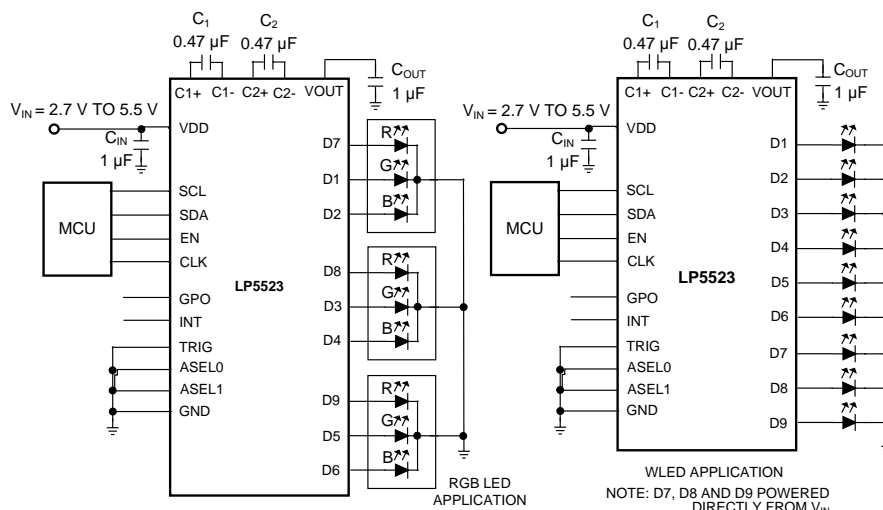 C1 C2
0.47 µF 0.47 µF
C1+ C1- C2+ C2- VOUT
COUT
1 µF
VIN = 2.7 V TO 5.5 V
VDD
CIN
1 µF
MCU
SCL
SDA
EN
CLK
GPO
INT
TRIG
ASEL0
ASEL1
GND
LP5523
D7
D1
D2
D8
D3
D4
D9
D5
D6
R
G
B
R
G
B
R
G
B
RGB LED
APPLICATION
C1 C2
0.47 µF 0.47 µF
C1+ C1- C2+ C2- VOUT
COUT
1 µF
VIN = 2.7 V TO 5.5 V
VDD
CIN
1 µF
MCU
SCL
SDA
EN
CLK
GPO
INT
TRIG
ASEL0
ASEL1
GND
LP5523
D1
D2
D3
D4
D5
D6
D7
D8
D9
WLED APPLICATION
NOTE: D7, D8 AND D9 POWERED
DIRECTLY FROM VIN